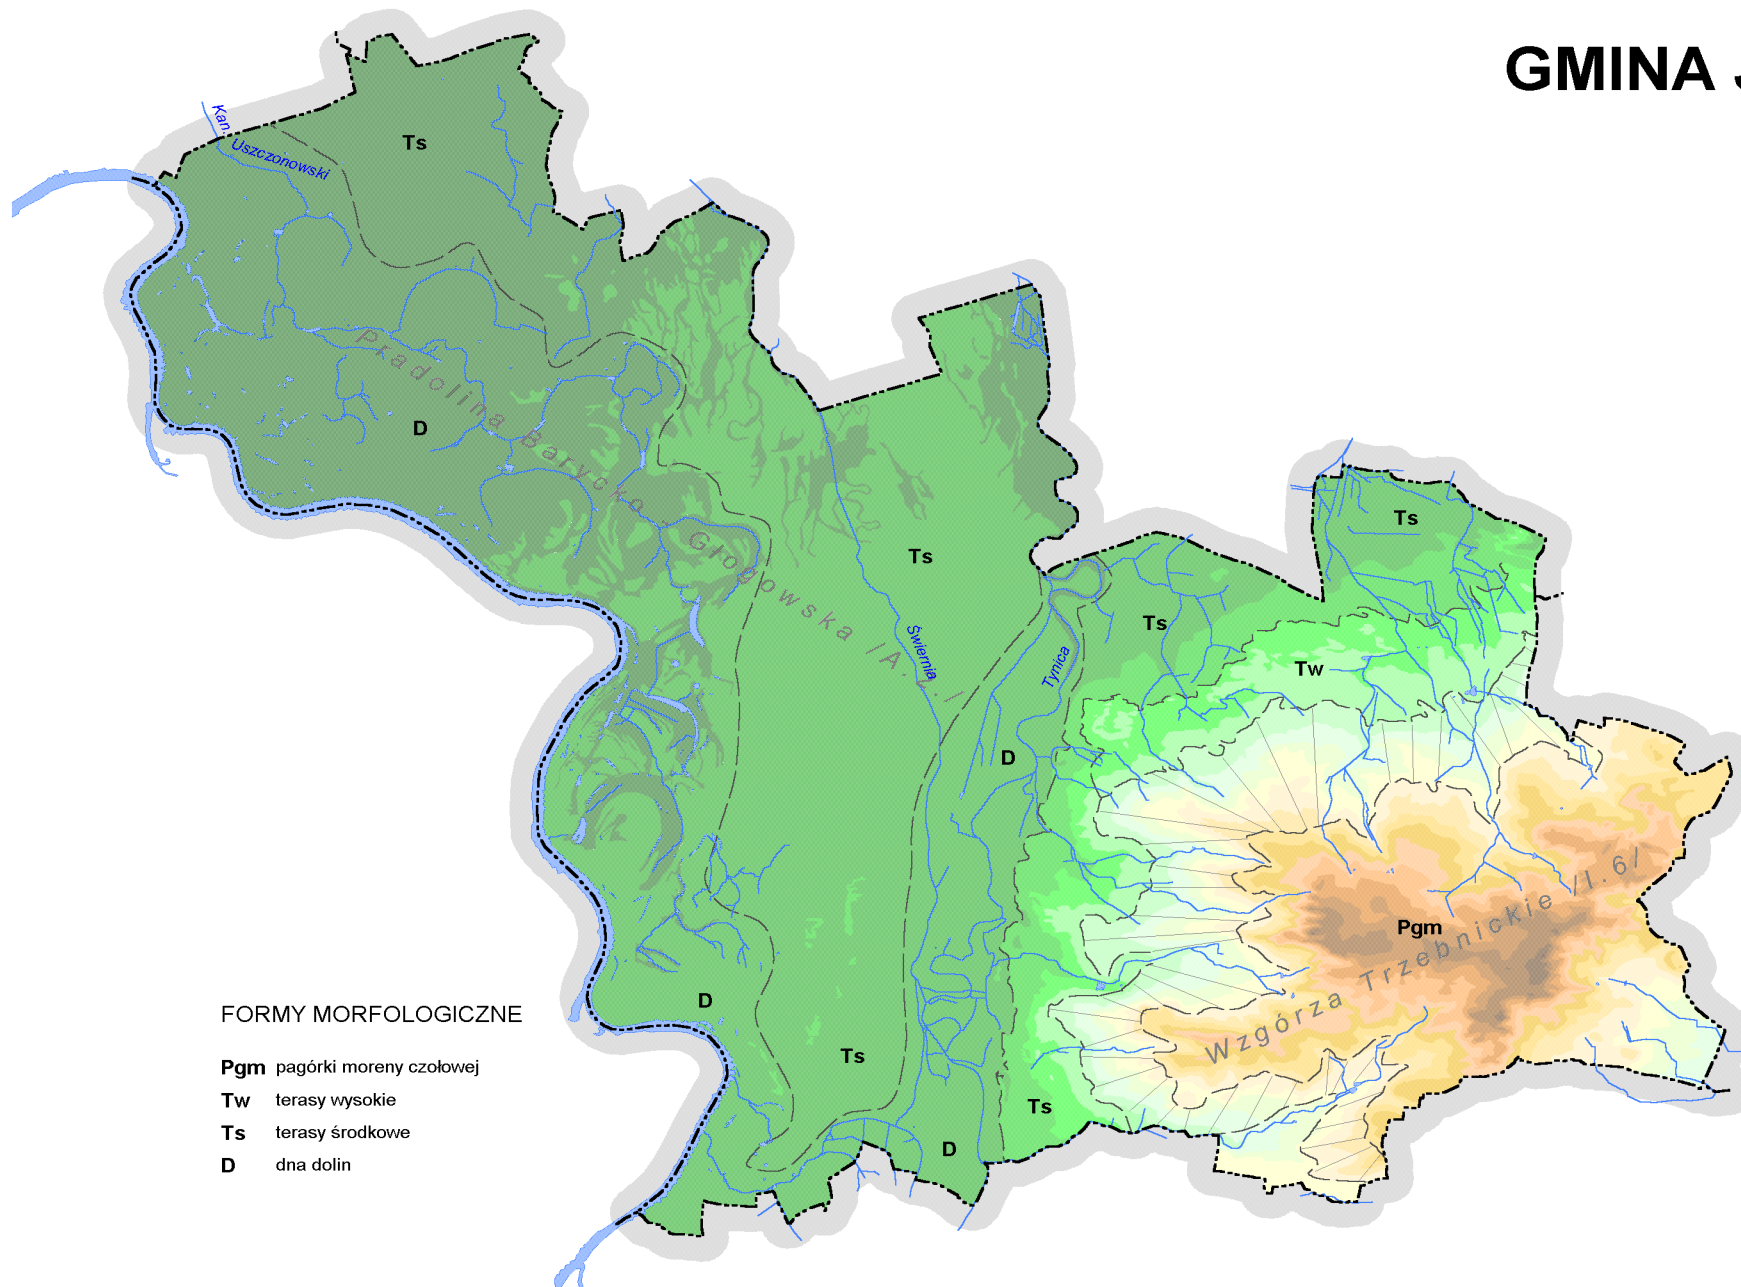 GMINA J
Kan.
Uszczonowski
Ts
Pradolina Barycko - Głogowska /A.2./
D
Ts
Świernia
Tynica
Ts
Ts
Tw
D
Pgm
Wzgórza Trzebnickie /I.6/
D
Ts
Ts
D
FORMY MORFOLOGICZNE
Pgm pagórki moreny czołowej
Tw terasy wysokie
Ts terasy środkowe
D dna dolin